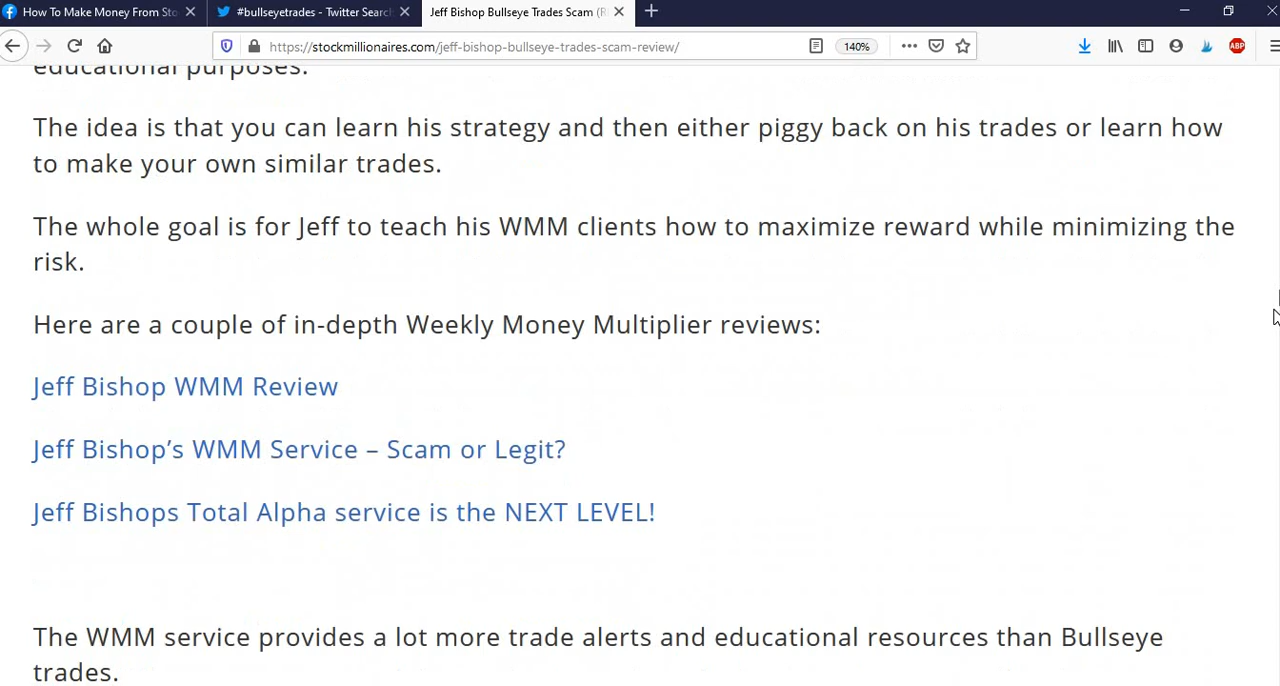 How To Make Money From Sto
#bullseyetrades - Twitter Search
Jeff Bishop Bullseye Trades Scam (R
https://stockmillionaires.com/jeff-bishop-bullseye-trades-scam-review/
140%
ABP
educational purposes.
The idea is that you can learn his strategy and then either piggy back on his trades or learn how
to make your own similar trades.
The whole goal is for Jeff to teach his WMM clients how to maximize reward while minimizing the
risk.
Here are a couple of in-depth Weekly Money Multiplier reviews:
Jeff Bishop WMM Review
Jeff Bishop’s WMM Service – Scam or Legit?
Jeff Bishops Total Alpha service is the NEXT LEVEL!
The WMM service provides a lot more trade alerts and educational resources than Bullseye
trades.